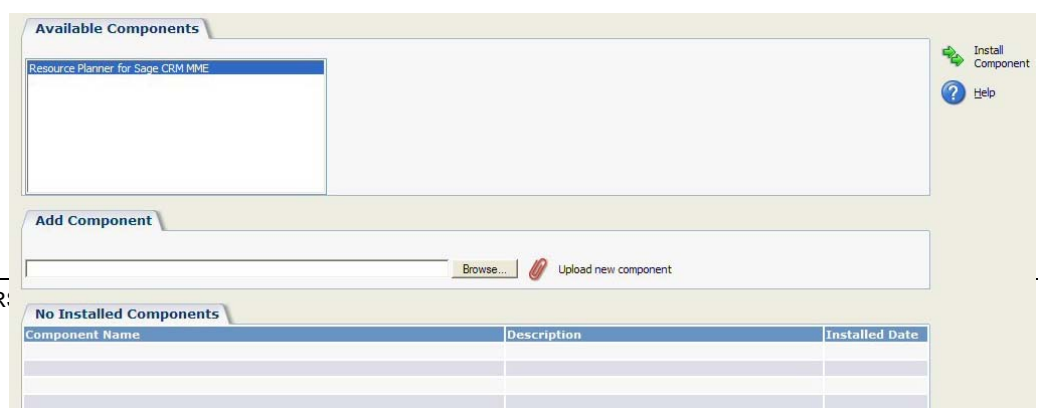 Available Components
Resource Planner for Sage CRM MME
Install
Component
Help
Add Component
Browse...
Upload new component
No Installed Components
Component Name Description Installed Date